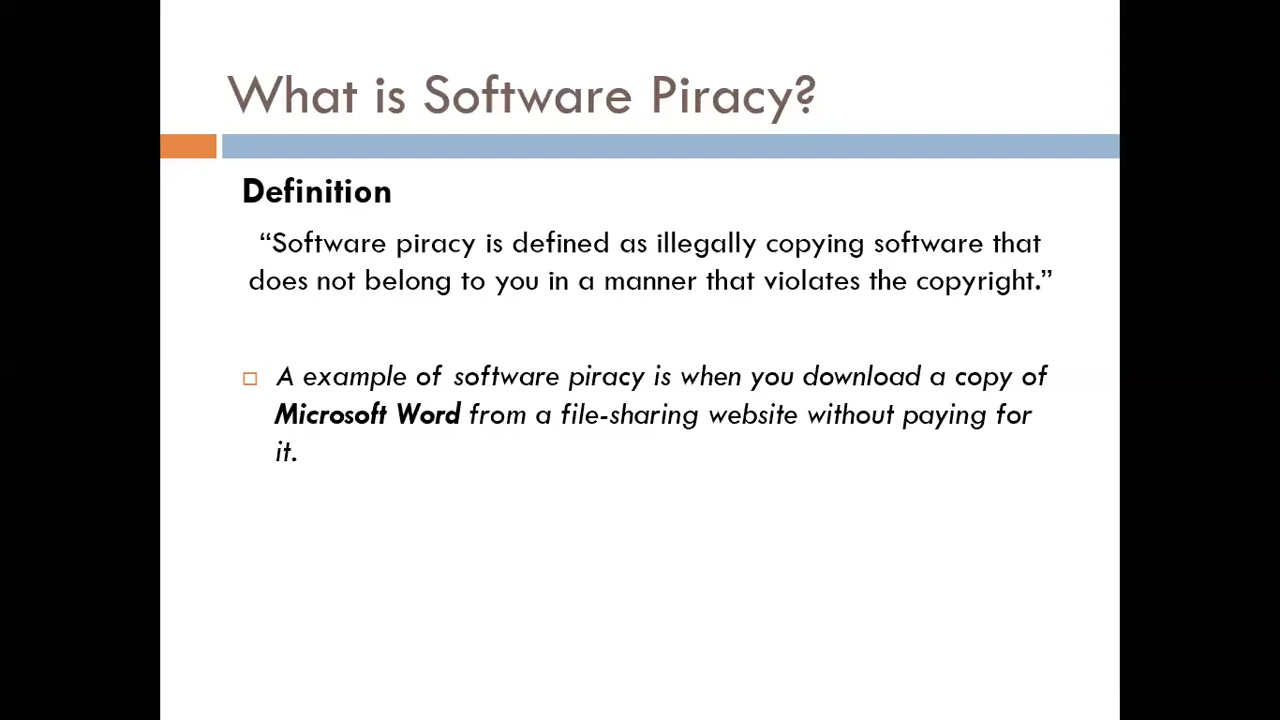 What is Software Piracy?
Definition
“Software piracy is defined as illegally copying software that
does not belong to you in a manner that violates the copyright.”
A example of software piracy is when you download a copy of
Microsoft Word from a file-sharing website without paying for
it.